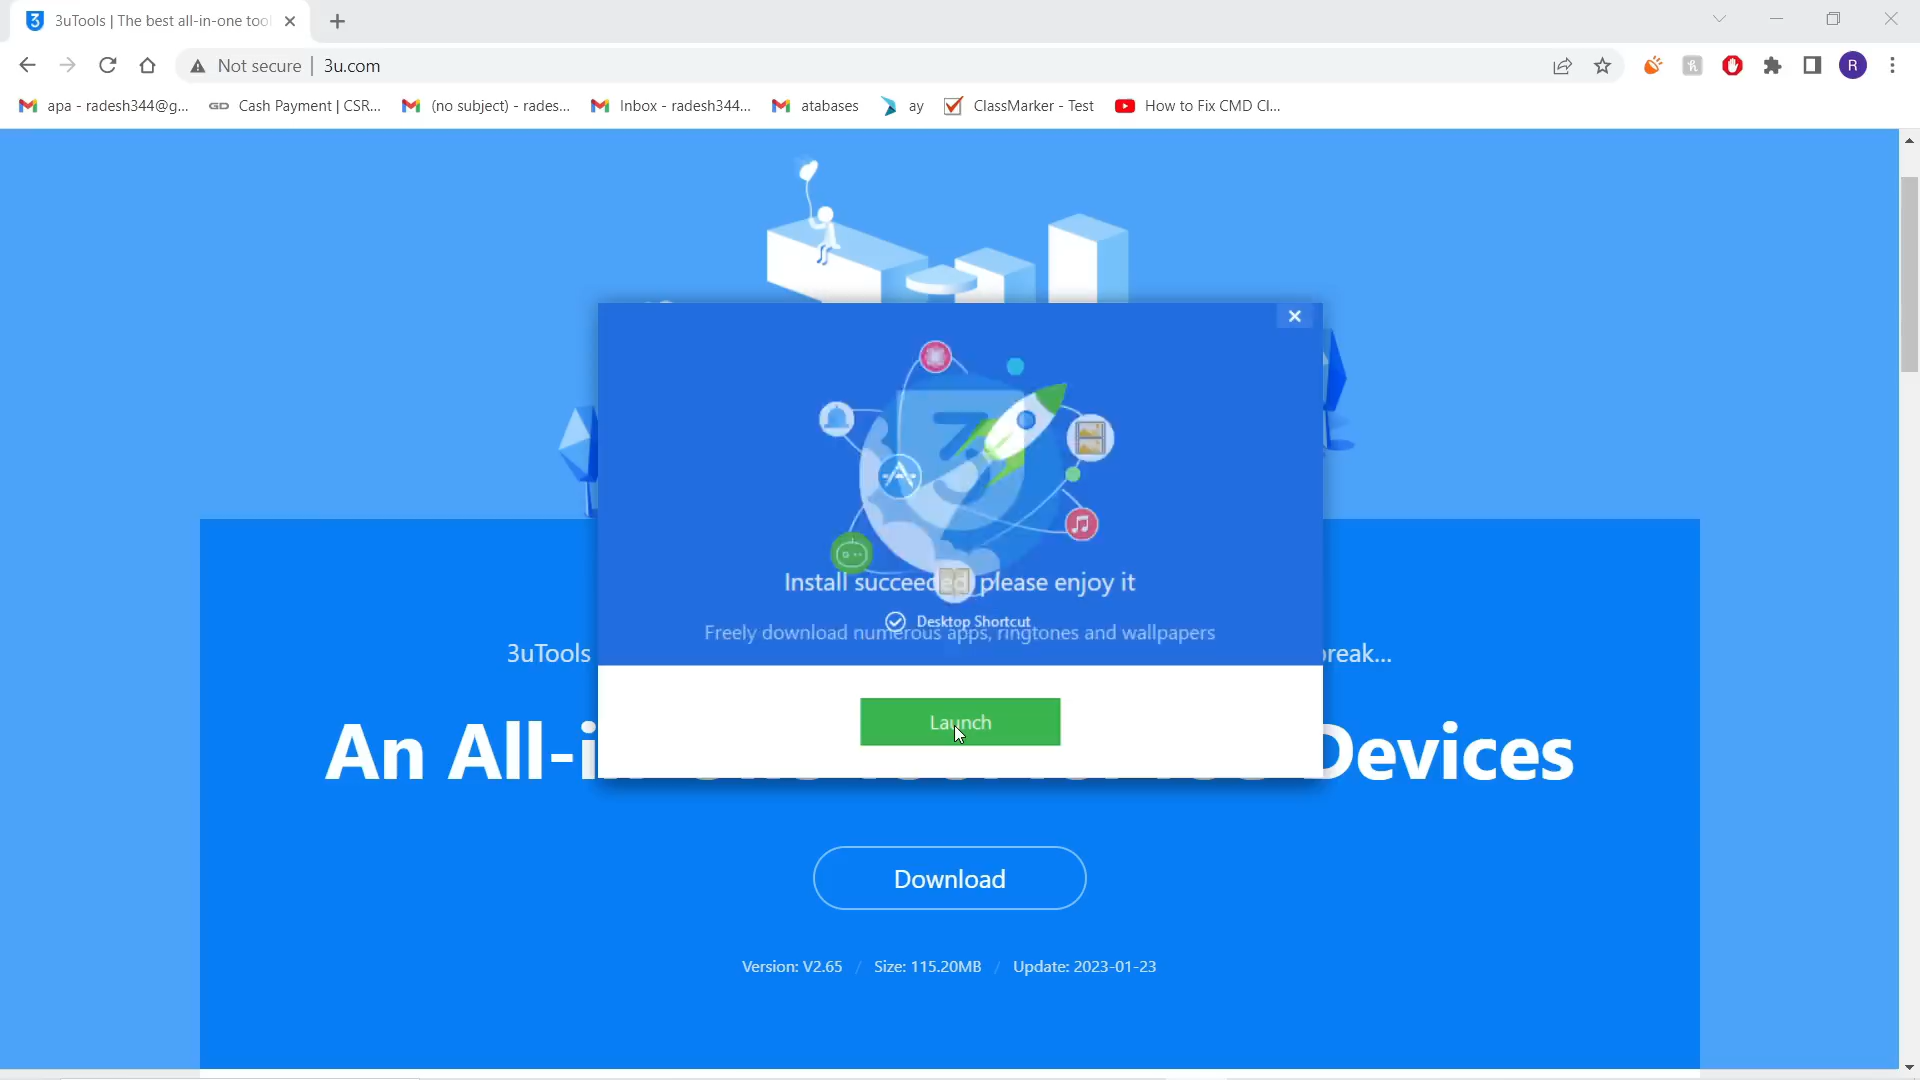 3uTools | The best all-in-one tool
Not secure | 3u.com
R
apa - radesh344@g...
Cash Payment | CSR...
(no subject) - rades...
Inbox - radesh344...
atabases
ay
ClassMarker - Test
How to Fix CMD Cl...
Install succeeded, please enjoy it
Desktop Shortcut
Freely download numerous apps, ringtones and wallpapers
3uTools
break...
Launch
An All-i
Devices
Download
Version: V2.65 / Size: 115.20MB / Update: 2023-01-23